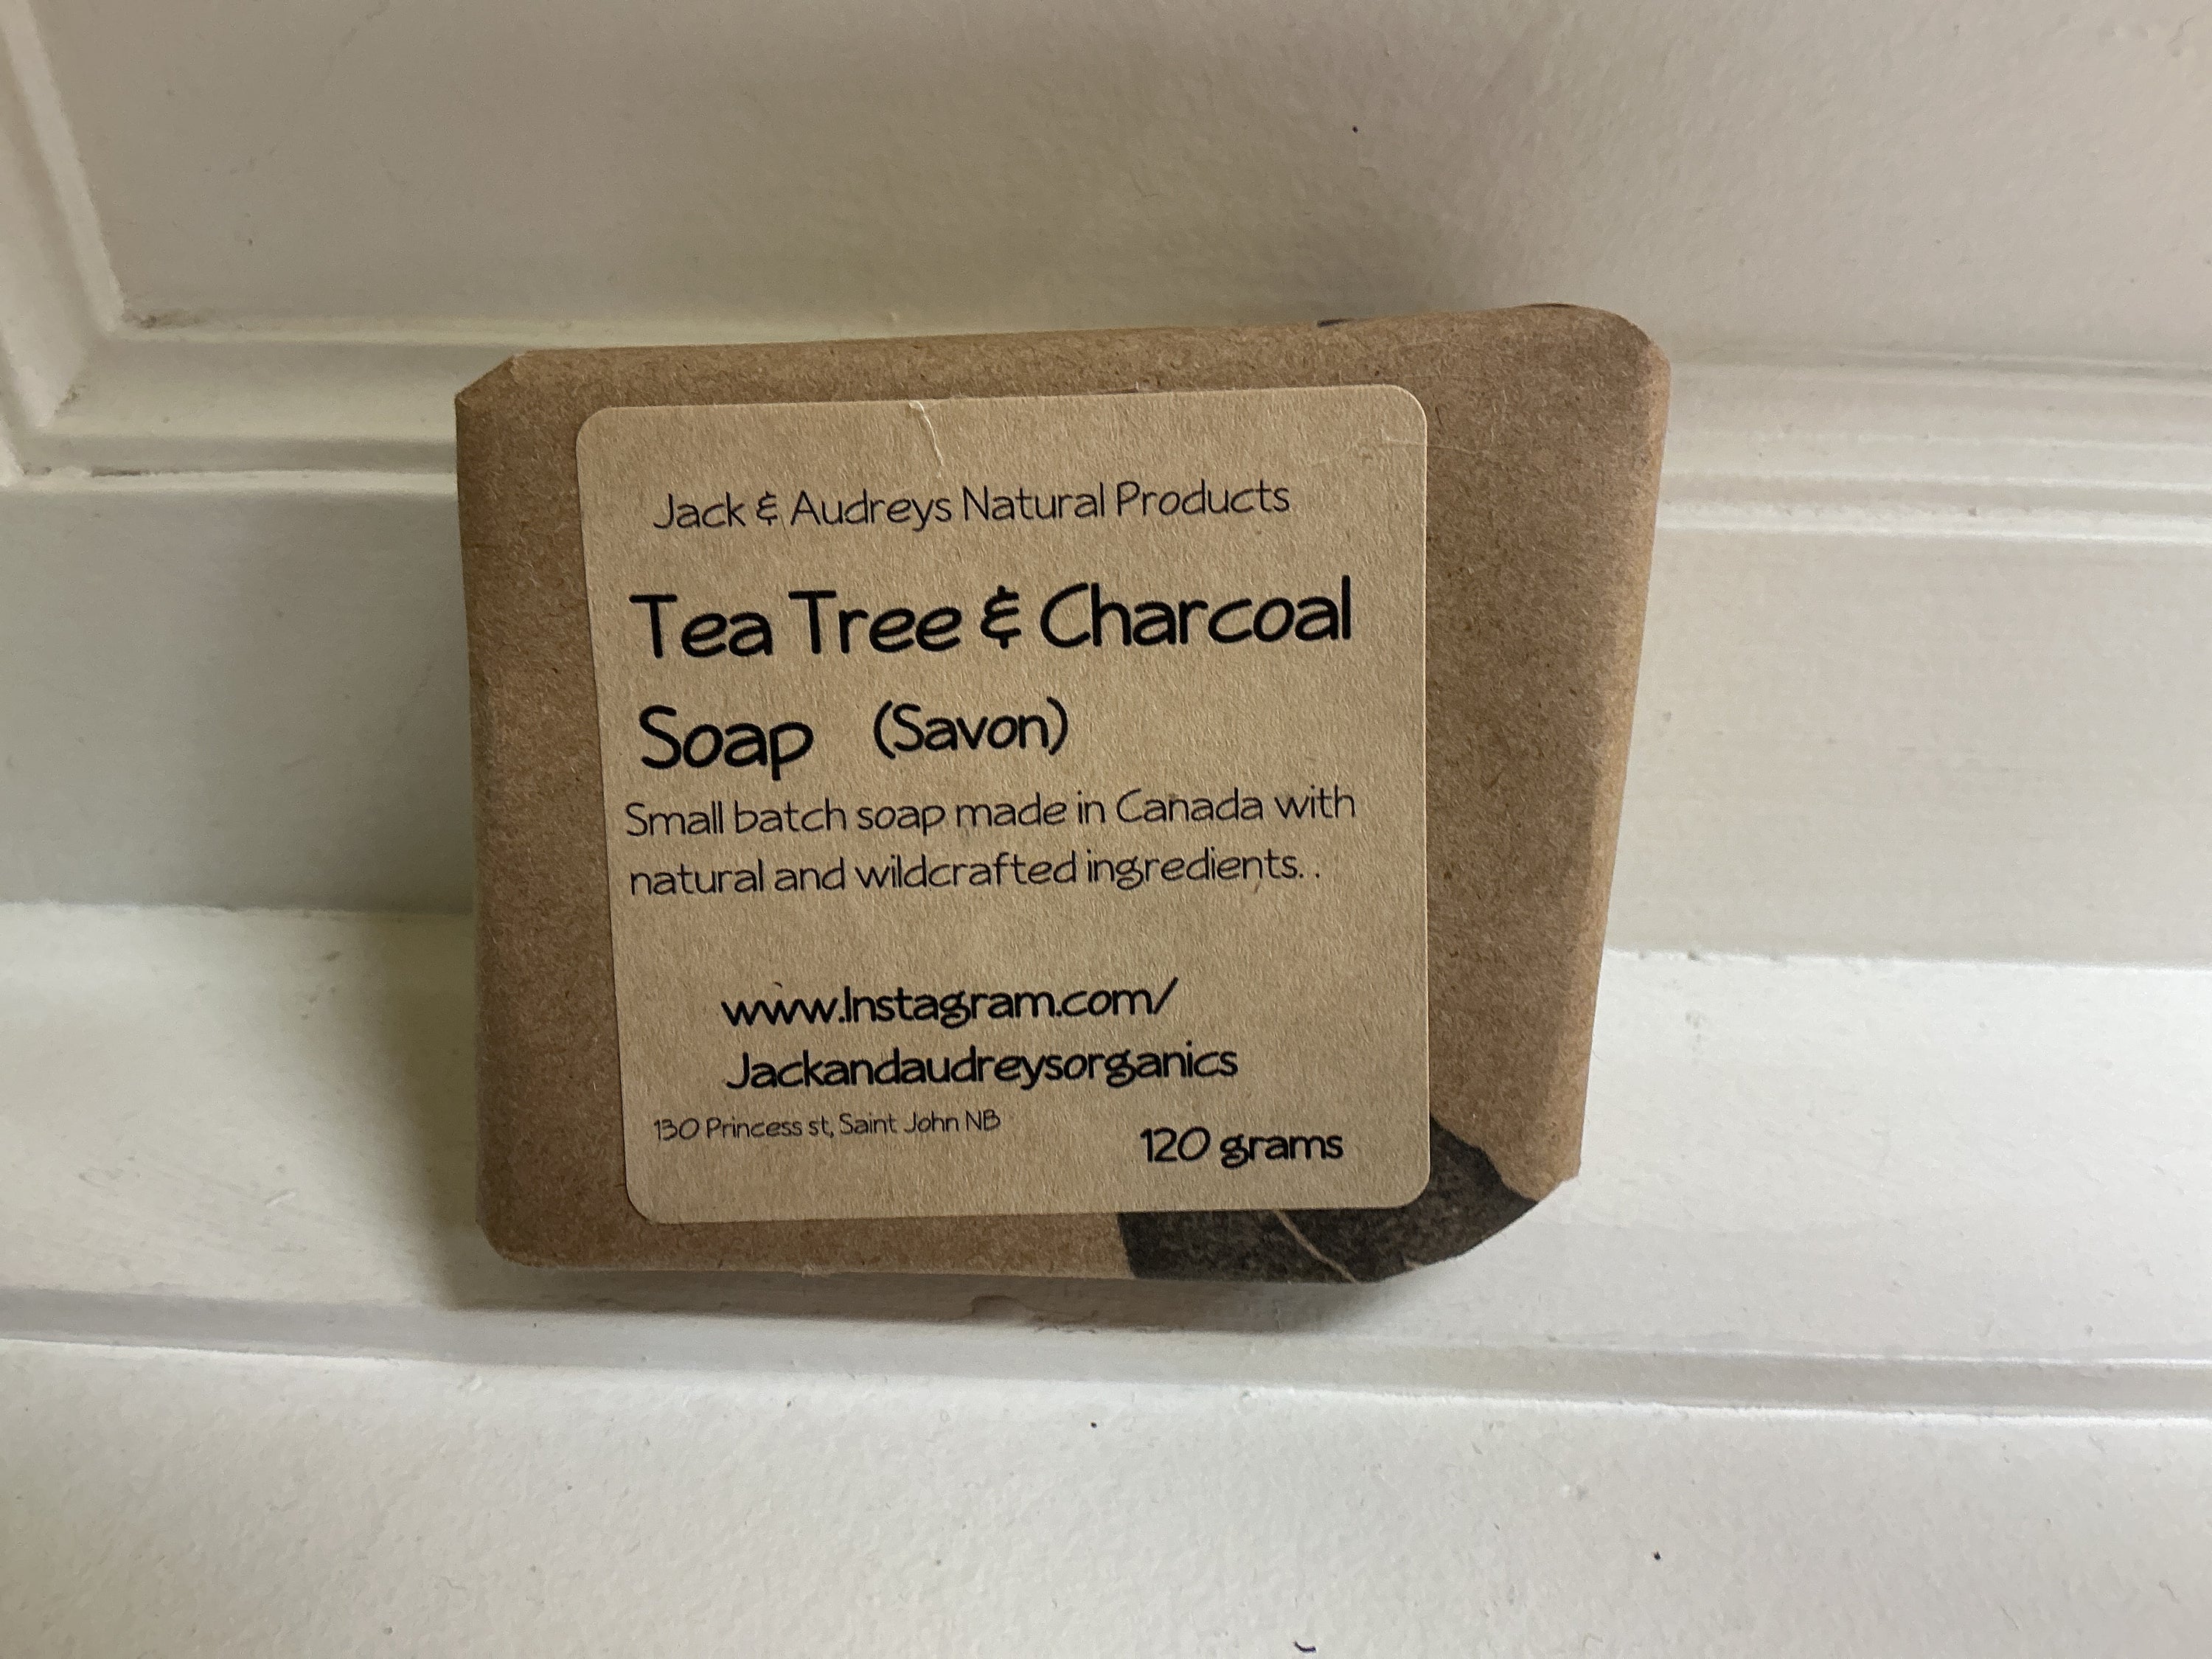 Jack & Audreys Natural Products
Tea Tree & Charcoal
Soap (Savon)
Small batch soap made in Canada with
natural and wildcrafted ingredients. .
www.Instagram.com/
Jackandaudreysorganics
130 Princess st, Saint John NB
120 grams